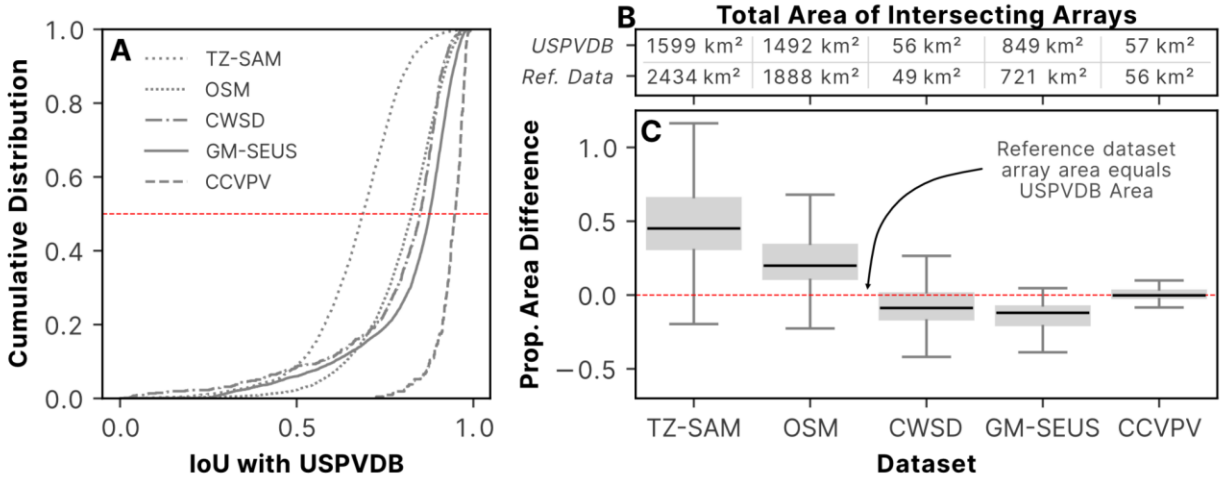 A
1.0
0.8
0.6
0.4
0.2
0.0
Cumulative Distribution
TZ-SAM
OSM
CWSD
GM-SEUS
CCVPV
0.0 0.5 1.0
IoU with USPVDB
B Total Area of Intersecting Arrays
USPVDB 1599 km² 1492 km² 56 km² 849 km² 57 km²
Ref. Data 2434 km² 1888 km² 49 km² 721 km² 56 km²
C
1.0
0.5
0.0
−0.5
Prop. Area Difference
Reference dataset
array area equals
USPVDB Area
TZ-SAM OSM CWSD GM-SEUS CCVPV
Dataset